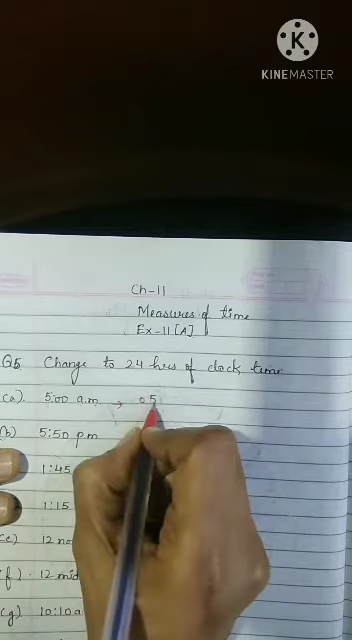 K
KINEMASTER
Ch-11
Measures of time
Ex-11[A]
Q5 Change to 24 hrs of clock time
(a). 5:00 a.m → 05
(b) 5:50 pm
1:45
1:15
(e) 12
(f). 12 mid
(g) 10:10 a